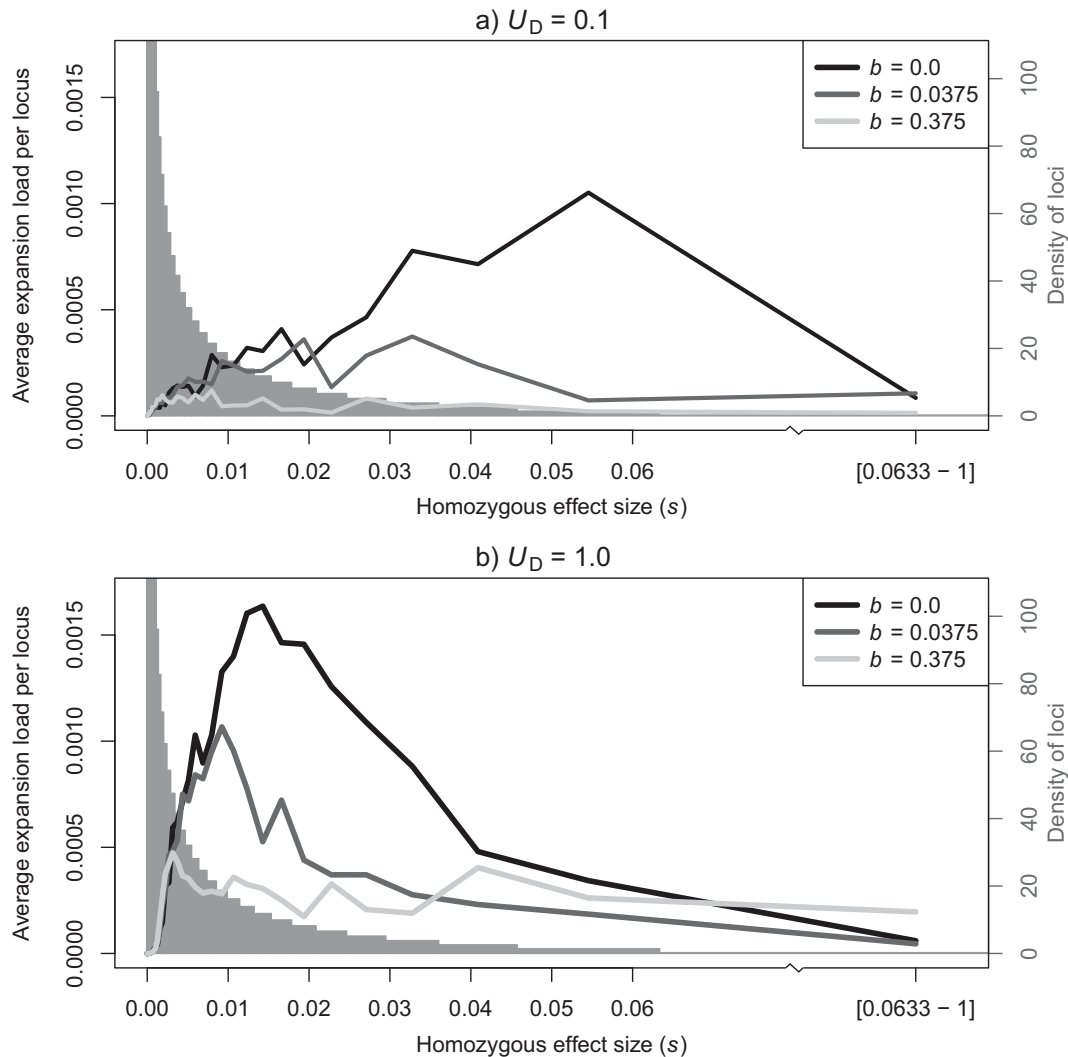 a) U_D = 0.1
Average expansion load per locus
0.0000 0.0005 0.0010 0.0015
b = 0.0
b = 0.0375
b = 0.375
0 20 40 60 80 100
Density of loci
0.00 0.01 0.02 0.03 0.04 0.05 0.06 [0.0633 − 1]
Homozygous effect size (s)
b) U_D = 1.0
Average expansion load per locus
0.0000 0.0005 0.0010 0.0015
b = 0.0
b = 0.0375
b = 0.375
0 20 40 60 80 100
Density of loci
0.00 0.01 0.02 0.03 0.04 0.05 0.06 [0.0633 − 1]
Homozygous effect size (s)